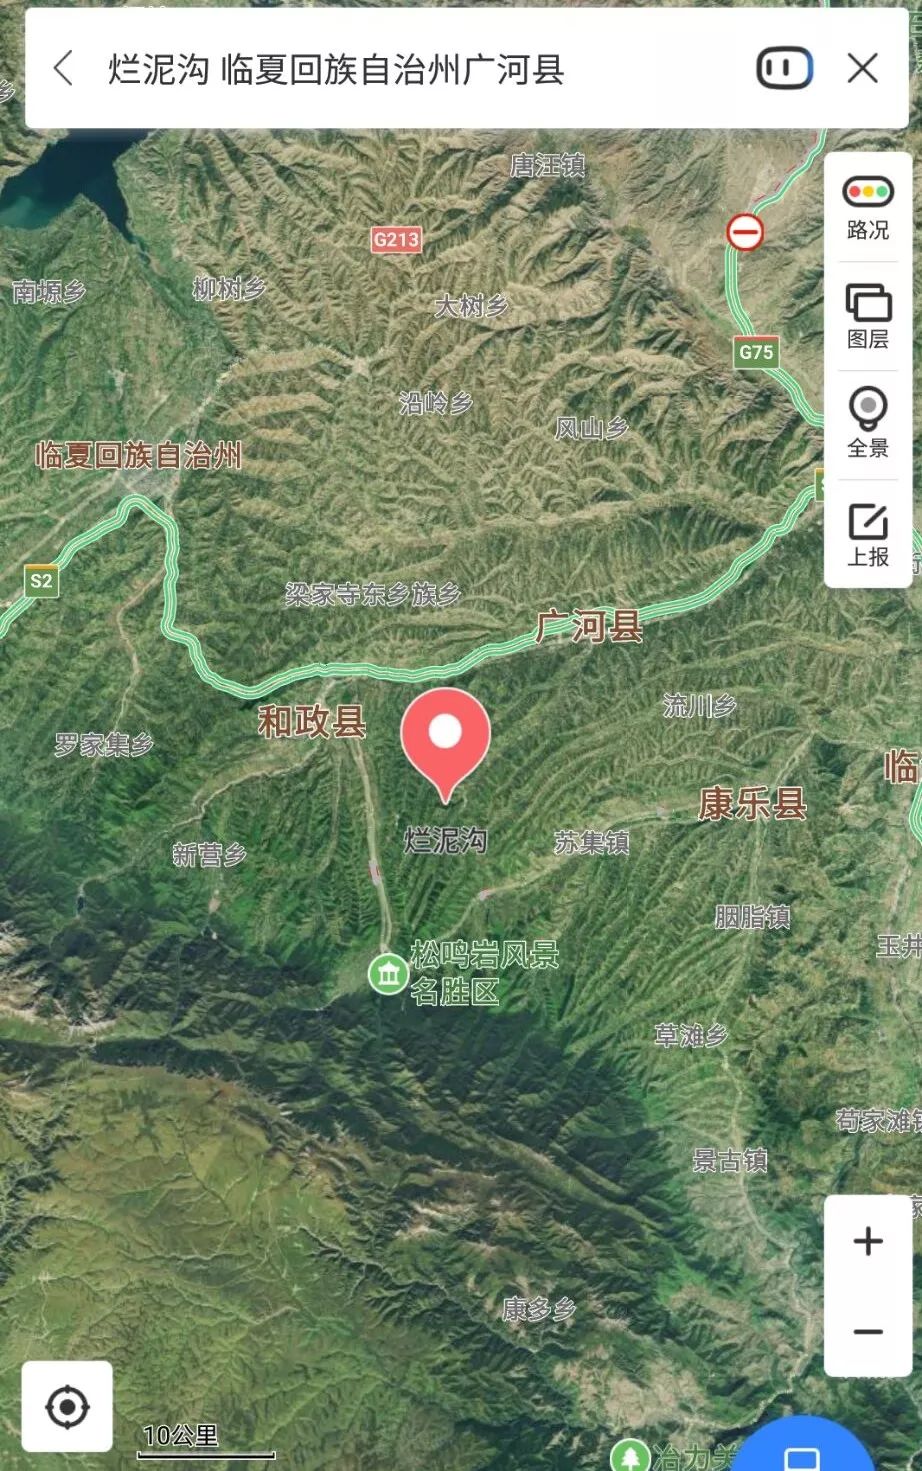 烂泥沟 临夏回族自治州广河县
唐汪镇
路况
G213
南塬乡
柳树乡
大树乡
图层
G75
沿岭乡
风山乡
全景
临夏回族自治州
上报
S2
梁家寺东乡族乡
广河县
流川乡
和政县
罗家集乡
临
康乐县
烂泥沟
苏集镇
新营乡
胭脂镇
玉井
松鸣岩风景
名胜区
草滩乡
苟家滩镇
景古镇
康多乡
10公里
冶力关